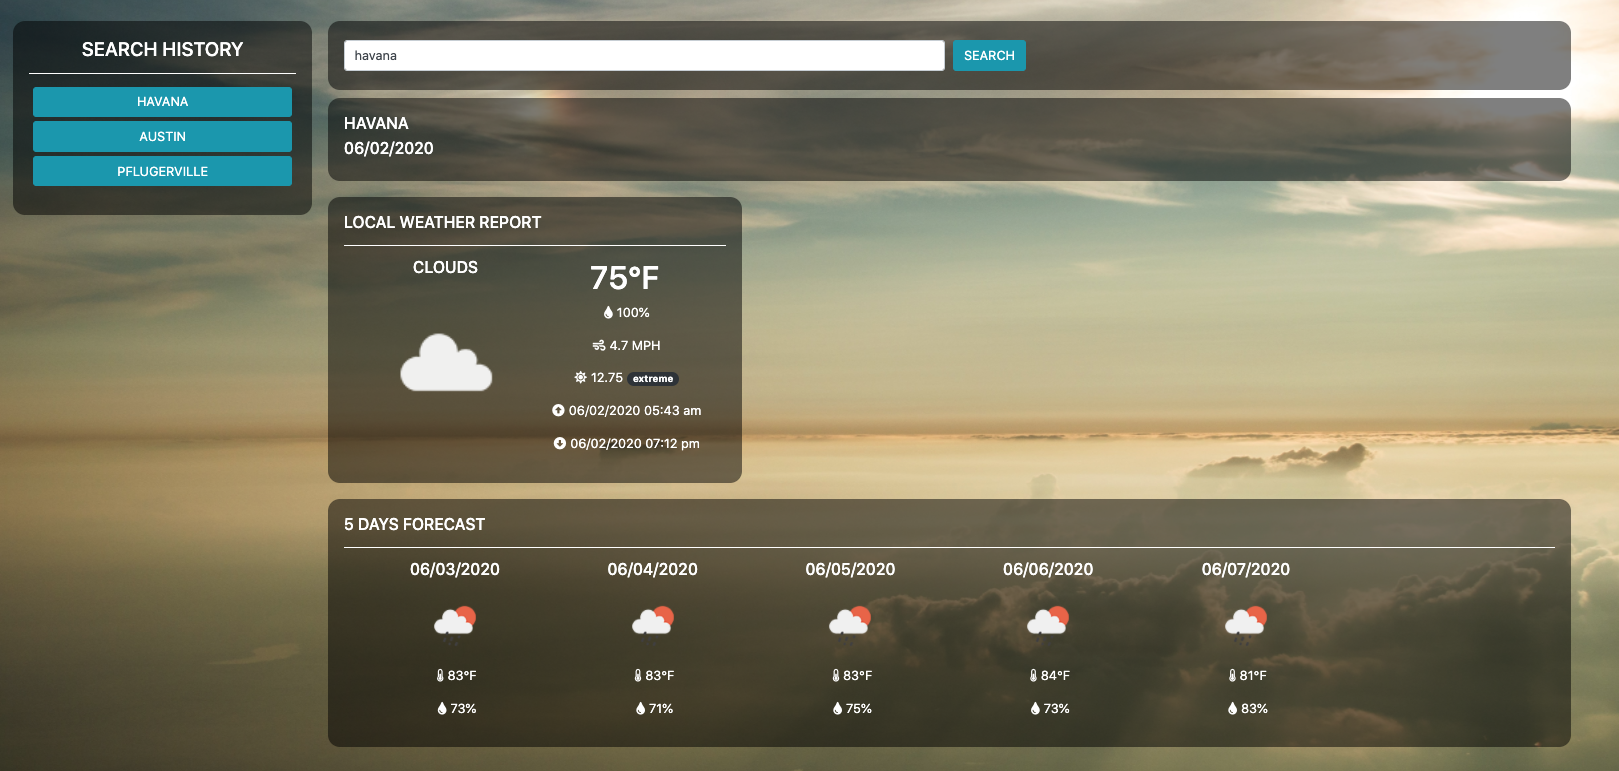 SEARCH HISTORY
HAVANA
AUSTIN
PFLUGERVILLE
havana
SEARCH
HAVANA
06/02/2020
LOCAL WEATHER REPORT
CLOUDS
75°F
100%
4.7 MPH
12.75 extreme
06/02/2020 05:43 am
06/02/2020 07:12 pm
5 DAYS FORECAST
06/03/2020 06/04/2020 06/05/2020 06/06/2020 06/07/2020
83°F 83°F 83°F 84°F 81°F
73% 71% 75% 73% 83%